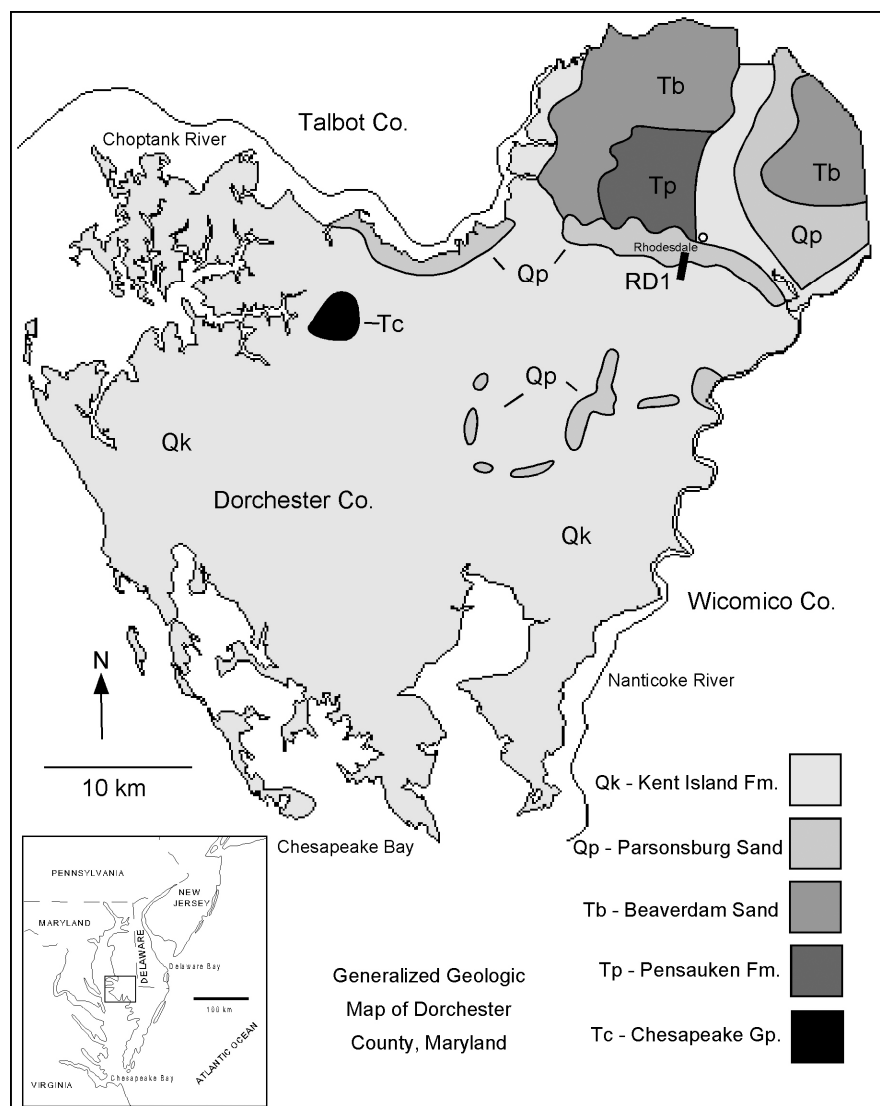 Talbot Co.
Choptank River
Tb
Tp
Tb
Qp
Rhodesdale
RD1
Qp
Tc
Qp
Qk
Dorchester Co.
Qk
Wicomico Co.
N
Nanticoke River
10 km
Chesapeake Bay
Qk - Kent Island Fm.
Qp - Parsonsburg Sand
Tb - Beaverdam Sand
Tp - Pensauken Fm.
Tc - Chesapeake Gp.
Generalized Geologic
Map of Dorchester
County, Maryland
PENNSYLVANIA
NEW
JERSEY
MARYLAND
DELAWARE
Delaware Bay
100 km
ATLANTIC OCEAN
Chesapeake Bay
VIRGINIA